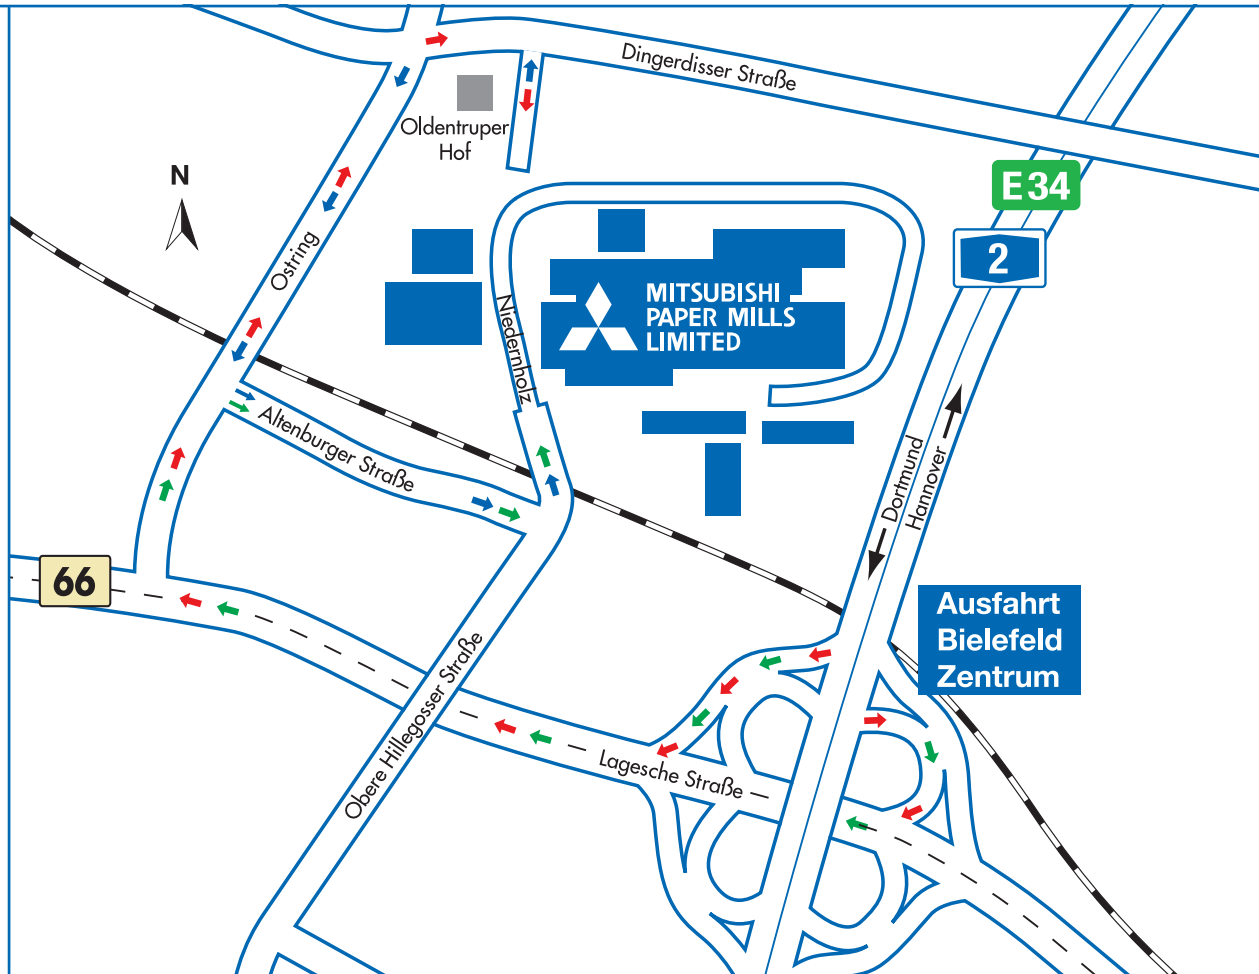 Dingerdisser Straße
Oldentruper
Hof
N
E34
2
Ostring
Niedernholz
MITSUBISHI
PAPER MILLS
LIMITED
Altenburger Straße
Dortmund
Hannover
66
Ausfahrt
Bielefeld
Zentrum
Obere Hillegosser Straße
Lagesche Straße